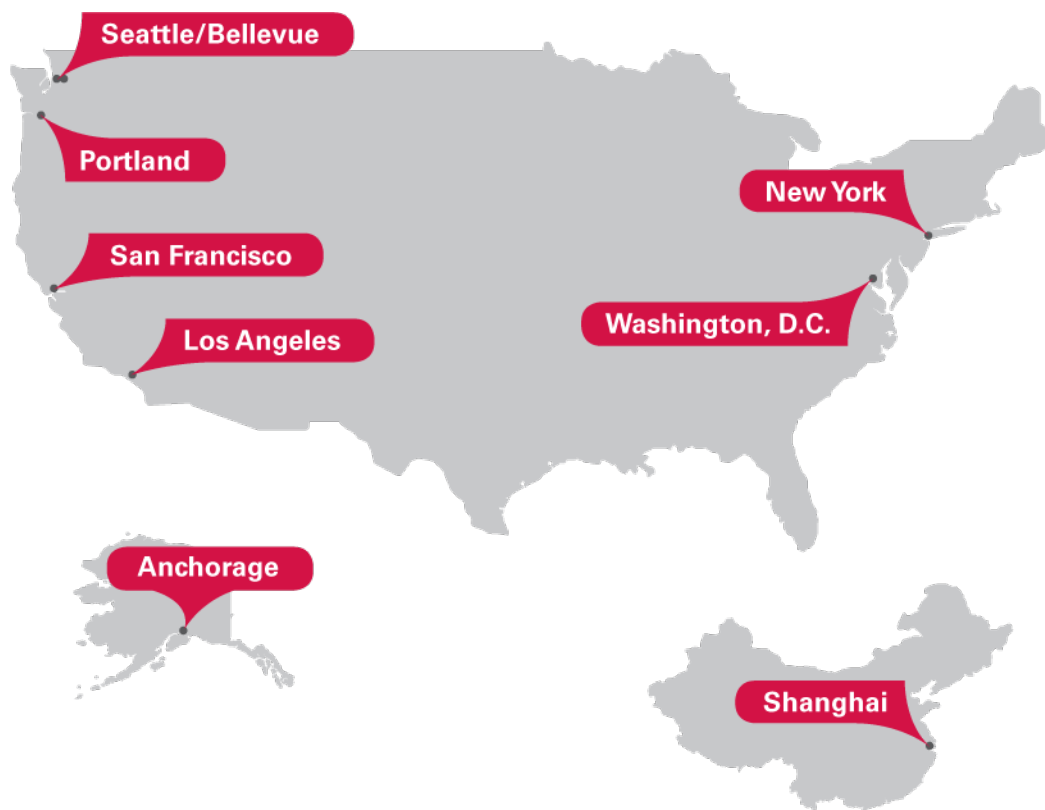 Seattle/Bellevue
Portland
New York
San Francisco
Washington, D.C.
Los Angeles
Anchorage
Shanghai